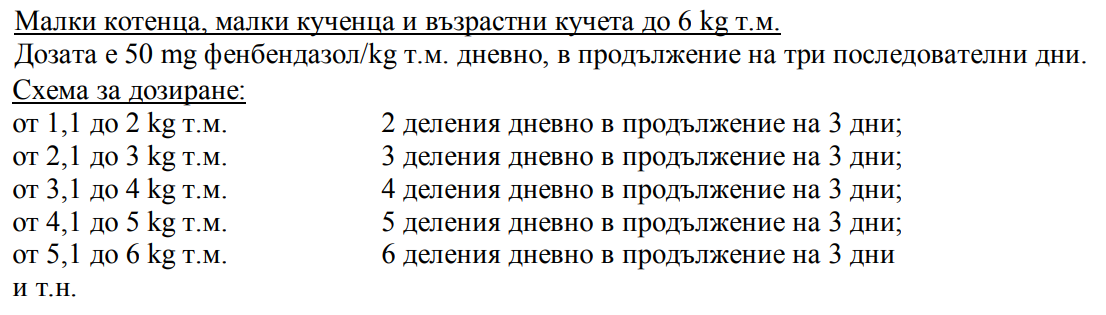 Малки котенца, малки кученца и възрастни кучета до 6 kg т.м.
Дозата е 50 mg фенбендазол/kg т.м. дневно, в продължение на три последователни дни.
Схема за дозиране:
от 1,1 до 2 kg т.м. 2 деления дневно в продължение на 3 дни;
от 2,1 до 3 kg т.м. 3 деления дневно в продължение на 3 дни;
от 3,1 до 4 kg т.м. 4 деления дневно в продължение на 3 дни;
от 4,1 до 5 kg т.м. 5 деления дневно в продължение на 3 дни;
от 5,1 до 6 kg т.м. 6 деления дневно в продължение на 3 дни
и т.н.